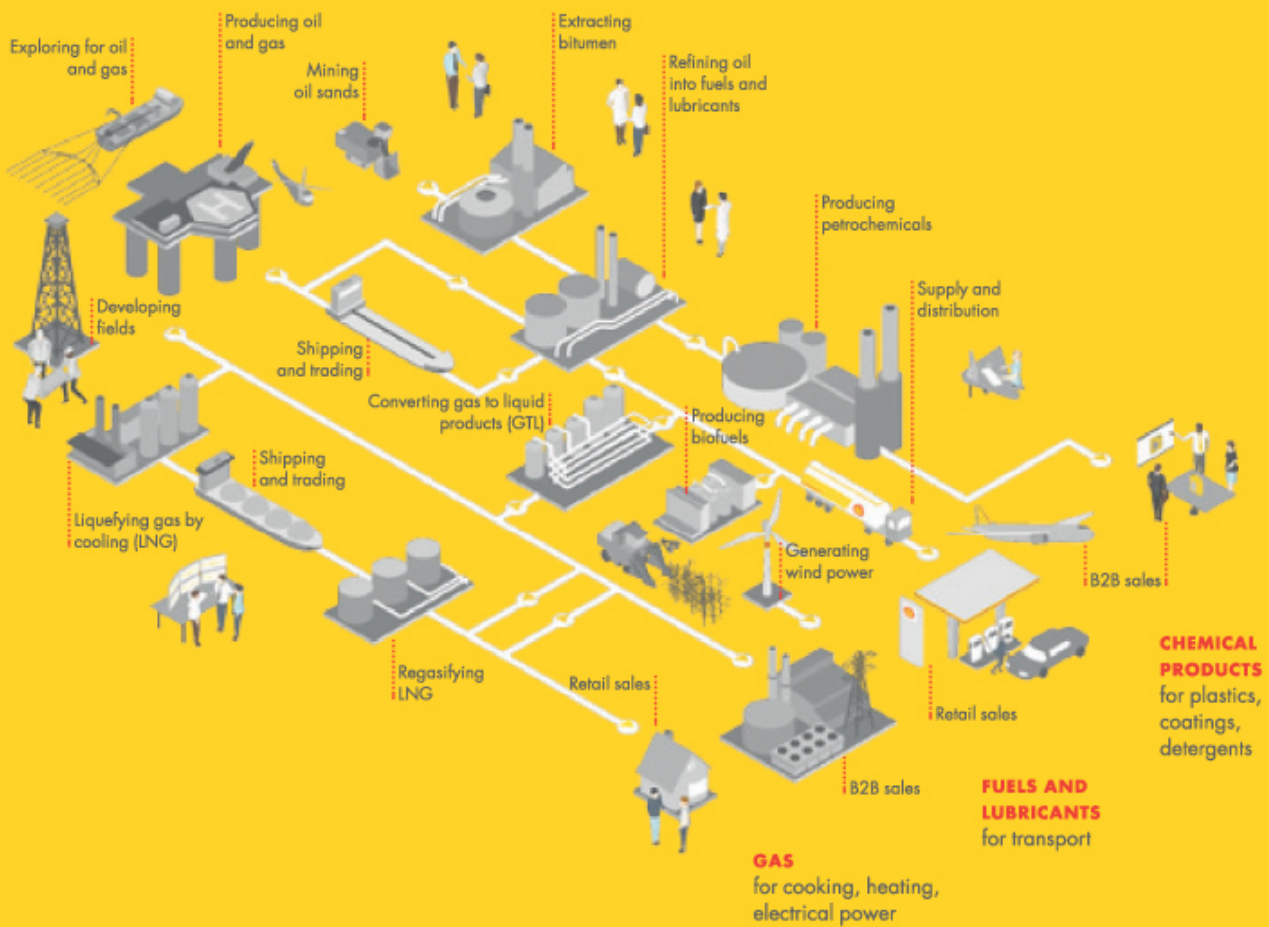 Exploring for oil
and gas
Producing oil
and gas
Mining
oil sands
Extracting
bitumen
Refining oil
into fuels and
lubricants
Producing
petrochemicals
Supply and
distribution
Developing
fields
Shipping
and trading
Converting gas to liquid
products (GTL)
Producing
biofuels
Shipping
and trading
Liquefying gas by
cooling (LNG)
Generating
wind power
B2B sales
Regasifying
LNG
Retail sales
Retail sales
B2B sales
CHEMICAL
PRODUCTS
for plastics,
coatings,
detergents
FUELS AND
LUBRICANTS
for transport
GAS
for cooking, heating,
electrical power
H